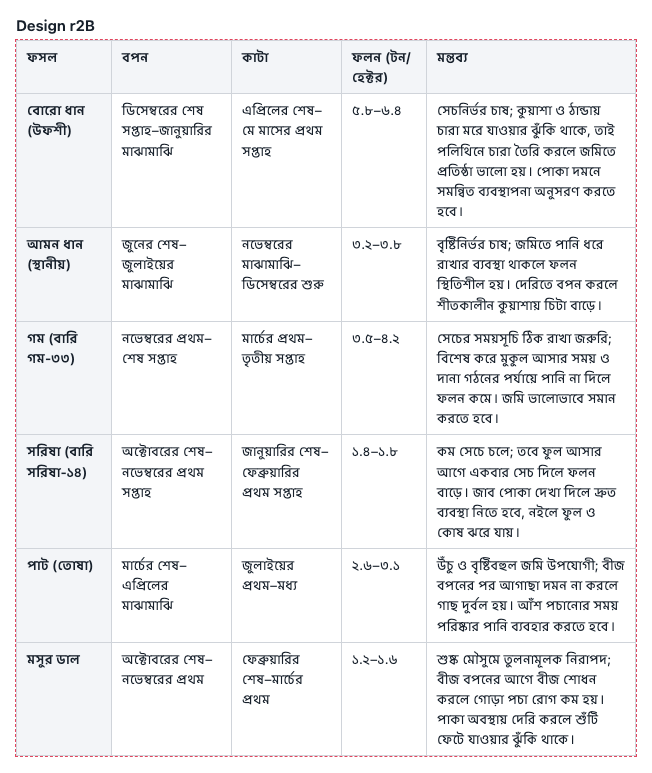 Design r2B
ফসল
বপন
কাটা
ফলন (টন/
হেক্টর)
মন্তব্য
বোরো ধান
(উফশী)
ডিসেম্বরের শেষ
সপ্তাহ–জানুয়ারির
মাঝামাঝি
এপ্রিলের শেষ–
মে মাসের প্রথম
সপ্তাহ
৫.৮–৬.৪
সেচনির্ভর চাষ; কুয়াশা ও ঠান্ডায়
চারা মরে যাওয়ার ঝুঁকি থাকে, তাই
পলিথিনে চারা তৈরি করলে জমিতে
প্রতিষ্ঠা ভালো হয়। পোকা দমনে
সমন্বিত ব্যবস্থাপনা অনুসরণ করতে
হবে।
আমন ধান
(স্থানীয়)
জুনের শেষ–
জুলাইয়ের
মাঝামাঝি
নভেম্বরের
মাঝামাঝি–
ডিসেম্বরের শুরু
৩.২–৩.৮
বৃষ্টিনির্ভর চাষ; জমিতে পানি ধরে
রাখার ব্যবস্থা থাকলে ফলন
স্থিতিশীল হয়। দেরিতে বপন করলে
শীতকালীন কুয়াশায় চিটা বাড়ে।
গম (বারি
গম-৩৩)
নভেম্বরের প্রথম–
শেষ সপ্তাহ
মার্চের প্রথম–
তৃতীয় সপ্তাহ
৩.৫–৪.২
সেচের সময়সূচি ঠিক রাখা জরুরি;
বিশেষ করে মুকুল আসার সময় ও
দানা গঠনের পর্যায়ে পানি না দিলে
ফলন কমে। জমি ভালোভাবে সমান
করতে হবে।
সরিষা (বারি
সরিষা-১৪)
অক্টোবরের শেষ–
নভেম্বরের প্রথম
সপ্তাহ
জানুয়ারির শেষ–
ফেব্রুয়ারির
প্রথম সপ্তাহ
১.৪–১.৮
কম সেচে চলে; তবে ফুল আসার
আগে একবার সেচ দিলে ফলন
বাড়ে। জাব পোকা দেখা দিলে দ্রুত
ব্যবস্থা নিতে হবে, নইলে ফুল ও
কোষ ঝরে যায়।
পাট (তোষা)
মার্চের শেষ–
এপ্রিলের
মাঝামাঝি
জুলাইয়ের
প্রথম–মধ্য
২.৬–৩.১
উঁচু ও বৃষ্টিবহুল জমি উপযোগী; বীজ
বপনের পর আগাছা দমন না করলে
গাছ দুর্বল হয়। আঁশ পচানোর সময়
পরিষ্কার পানি ব্যবহার করতে হবে।
মসুর ডাল
অক্টোবরের শেষ–
নভেম্বরের প্রথম
ফেব্রুয়ারির
শেষ–মার্চের
প্রথম
১.২–১.৬
শুষ্ক মৌসুমে তুলনামূলক নিরাপদ;
বীজ বপনের আগে বীজ শোধন
করলে গোড়া পচা রোগ কম হয়।
পাকা অবস্থায় দেরি করলে শুঁটি
ফেটে যাওয়ার ঝুঁকি থাকে।